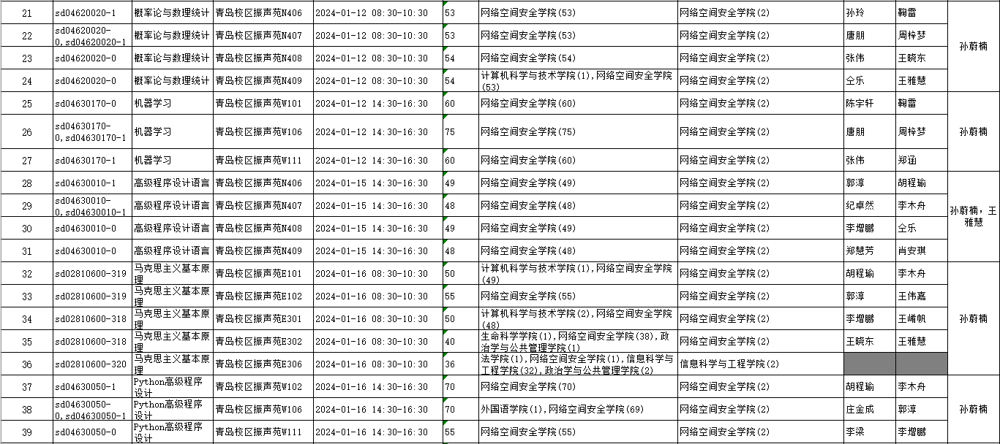 21 sd04620020-1 概率论与数理统计 青岛校区振声苑N406 2024-01-12 08:30-10:30 53 网络空间安全学院(53) 网络空间安全学院(2) 孙玲 鞠雷
22 sd04620020-0,sd04620020-1 概率论与数理统计 青岛校区振声苑N407 2024-01-12 08:30-10:30 53 网络空间安全学院(53) 网络空间安全学院(2) 唐朋 周梓梦
孙蔚楠
23 sd04620020-0 概率论与数理统计 青岛校区振声苑N408 2024-01-12 08:30-10:30 54 网络空间安全学院(54) 网络空间安全学院(2) 张伟 王晓东
24 sd04620020-0 概率论与数理统计 青岛校区振声苑N409 2024-01-12 08:30-10:30 54 计算机科学与技术学院(1),网络空间安全学院(53) 网络空间安全学院(2) 仝乐 王雅慧
25 sd04630170-0 机器学习 青岛校区振声苑W101 2024-01-12 14:30-16:30 60 网络空间安全学院(60) 网络空间安全学院(2) 陈宇轩 鞠雷
26 sd04630170-0,sd04630170-1 机器学习 青岛校区振声苑W106 2024-01-12 14:30-16:30 75 网络空间安全学院(75) 网络空间安全学院(2) 唐朋 周梓梦 孙蔚楠
27 sd04630170-1 机器学习 青岛校区振声苑W111 2024-01-12 14:30-16:30 60 网络空间安全学院(60) 网络空间安全学院(2) 张伟 郑涵
28 sd04630010-1 高级程序设计语言 青岛校区振声苑N406 2024-01-15 14:30-16:30 49 网络空间安全学院(49) 网络空间安全学院(2) 郭淳 胡程瑜
29 sd04630010-0,sd04630010-1 高级程序设计语言 青岛校区振声苑N407 2024-01-15 14:30-16:30 48 网络空间安全学院(48) 网络空间安全学院(2) 纪卓然 李木舟
孙蔚楠，王雅慧
30 sd04630010-0 高级程序设计语言 青岛校区振声苑N408 2024-01-15 14:30-16:30 49 网络空间安全学院(49) 网络空间安全学院(2) 李增鹏 仝乐
31 sd04630010-0 高级程序设计语言 青岛校区振声苑N409 2024-01-15 14:30-16:30 48 网络空间安全学院(48) 网络空间安全学院(2) 郑慧芳 肖安琪
32 sd02810600-319 马克思主义基本原理 青岛校区振声苑E101 2024-01-16 08:30-10:30 50 计算机科学与技术学院(1),网络空间安全学院(49) 网络空间安全学院(2) 胡程瑜 李木舟
33 sd02810600-319 马克思主义基本原理 青岛校区振声苑E102 2024-01-16 08:30-10:30 55 网络空间安全学院(55) 网络空间安全学院(2) 郭淳 王伟嘉
34 sd02810600-318 马克思主义基本原理 青岛校区振声苑E301 2024-01-16 08:30-10:30 50 计算机科学与技术学院(2),网络空间安全学院(48) 网络空间安全学院(2) 李增鹏 王崤帆 孙蔚楠
35 sd02810600-318 马克思主义基本原理 青岛校区振声苑E302 2024-01-16 08:30-10:30 40 生命科学学院(1),网络空间安全学院(38),政治学与公共管理学院(1) 网络空间安全学院(2) 王晓东 王雅慧
36 sd02810600-320 马克思主义基本原理 青岛校区振声苑E306 2024-01-16 08:30-10:30 36 法学院(1),网络空间安全学院(1),信息科学与工程学院(32),政治学与公共管理学院(2) 信息科学与工程学院(2)
37 sd04630050-1 Python高级程序设计 青岛校区振声苑W102 2024-01-16 14:30-16:30 70 网络空间安全学院(70) 网络空间安全学院(2) 胡程瑜 李木舟
38 sd04630050-0,sd04630050-1 Python高级程序设计 青岛校区振声苑W106 2024-01-16 14:30-16:30 70 外国语学院(1),网络空间安全学院(69) 网络空间安全学院(2) 庄金成 郭淳 孙蔚楠
39 sd04630050-0 Python高级程序设计 青岛校区振声苑W111 2024-01-16 14:30-16:30 55 网络空间安全学院(55) 网络空间安全学院(2) 李梁 李增鹏